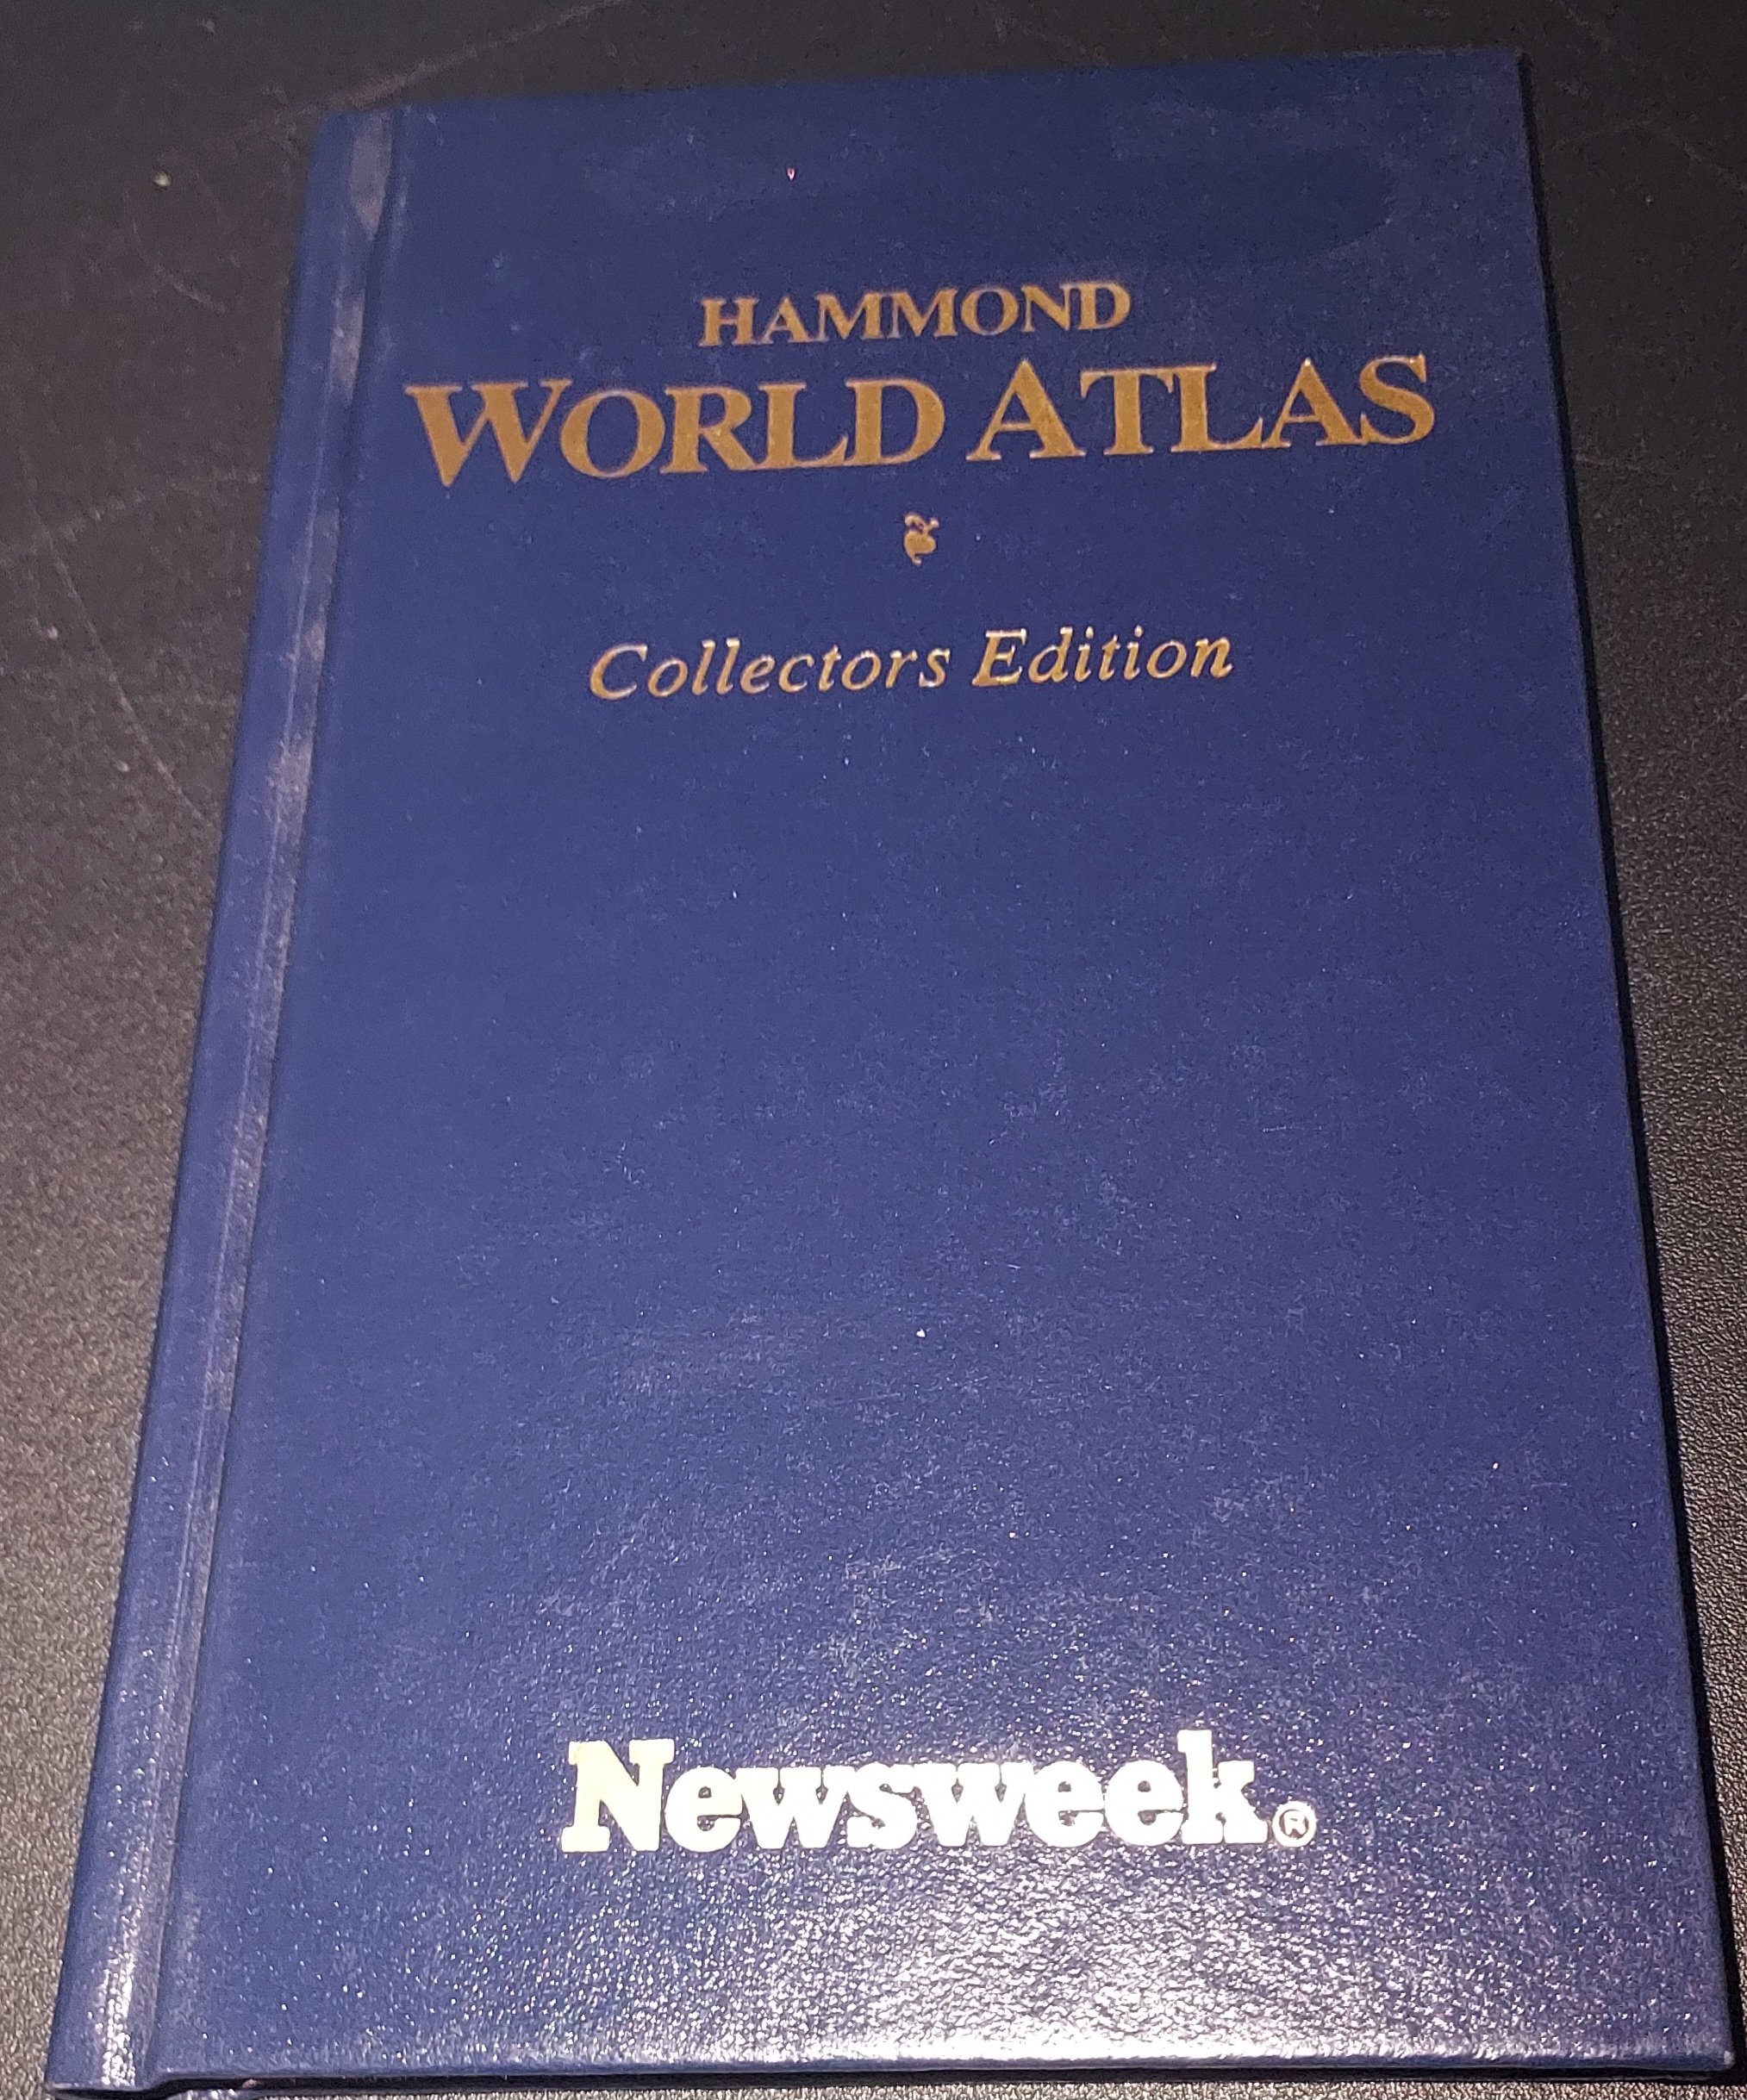 HAMMOND
WORLD ATLAS
Collectors Edition
Newsweek®